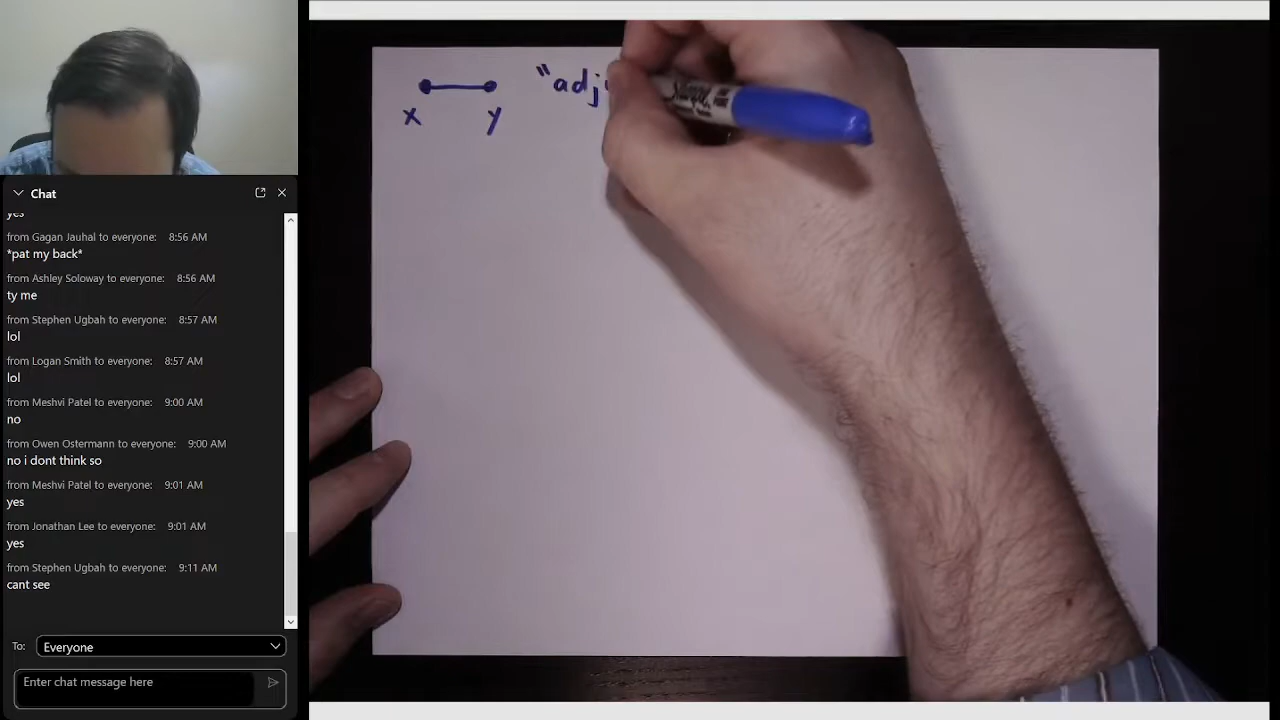 Chat
yes
from Gagan Jauhal to everyone: 8:56 AM
*pat my back*
from Ashley Soloway to everyone: 8:56 AM
ty me
from Stephen Ugbah to everyone: 8:57 AM
lol
from Logan Smith to everyone: 8:57 AM
lol
from Meshvi Patel to everyone: 9:00 AM
no
from Owen Ostermann to everyone: 9:00 AM
no i dont think so
from Meshvi Patel to everyone: 9:01 AM
yes
from Jonathan Lee to everyone: 9:01 AM
yes
from Stephen Ugbah to everyone: 9:11 AM
cant see
To: Everyone
Enter chat message here
"adj
x y